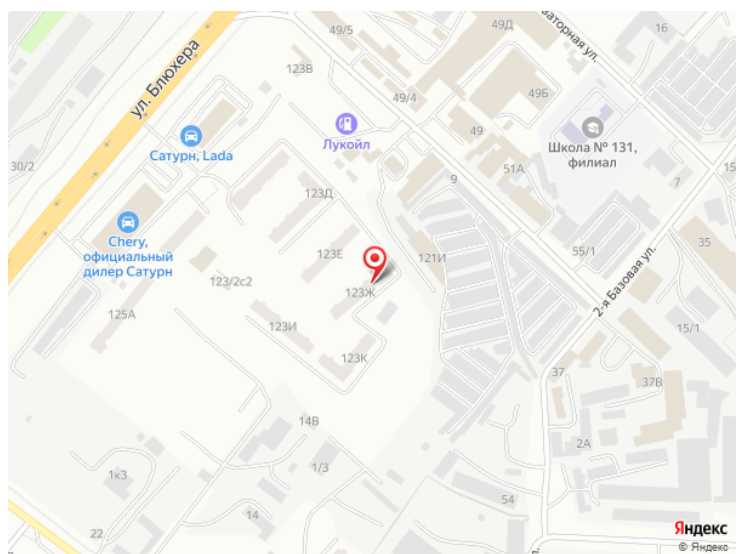 49/5
49Д
ваторная ул.
16
ул. Блюхера
123В
49/4
49Б
Лукойл
49
Школа № 131,
филиал
Сатурн, Lada
30/2
51А
9
7
15
123Д
Chery,
официальный
дилер Сатурн
123Е
121И
55/1
35
2-я Базовая ул.
123/2с2
123Ж
125А
123И
15/1
123К
37
37В
14В
2А
1к3
1/3
54
14
22
л.
Яндекс
© Яндекс